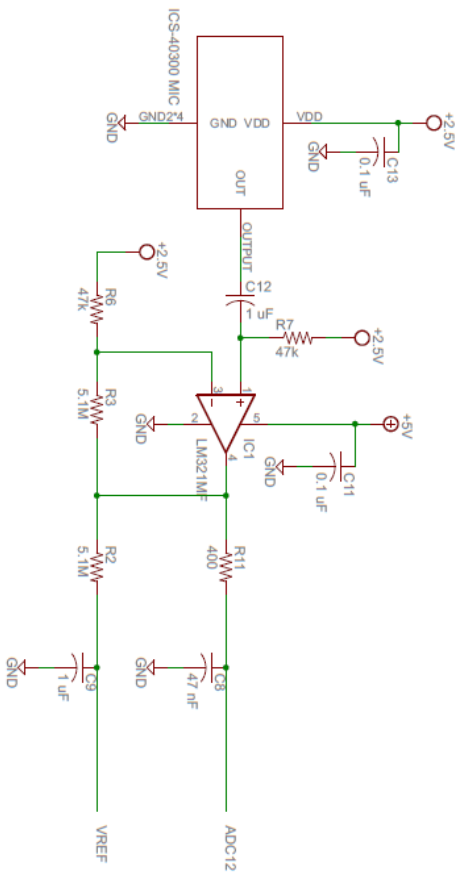 ICS-40300 MIC
GND
GND2*4
GND VDD
VDD
+2.5V
C13
0.1 uF
GND
OUT
OUTPUT
C12
1 uF
+2.5V
R6
47k
R7
47k
+2.5V
3
1
-
+
R3
5.1M
GND
2
5
IC1
LM321MF
4
+5V
C11
0.1 uF
GND
R2
5.1M
R11
400
C9
1 uF
GND
C8
47 nF
GND
VREF
ADC12